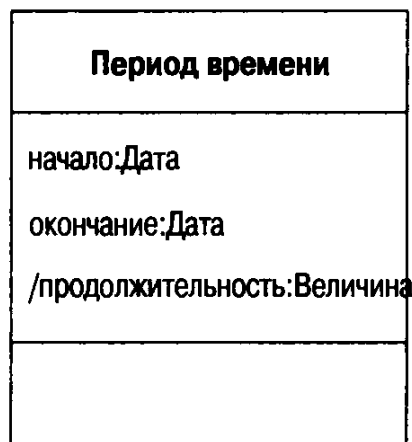 Период времени
начало:Дата
окончание:Дата
/продолжительность:Величина